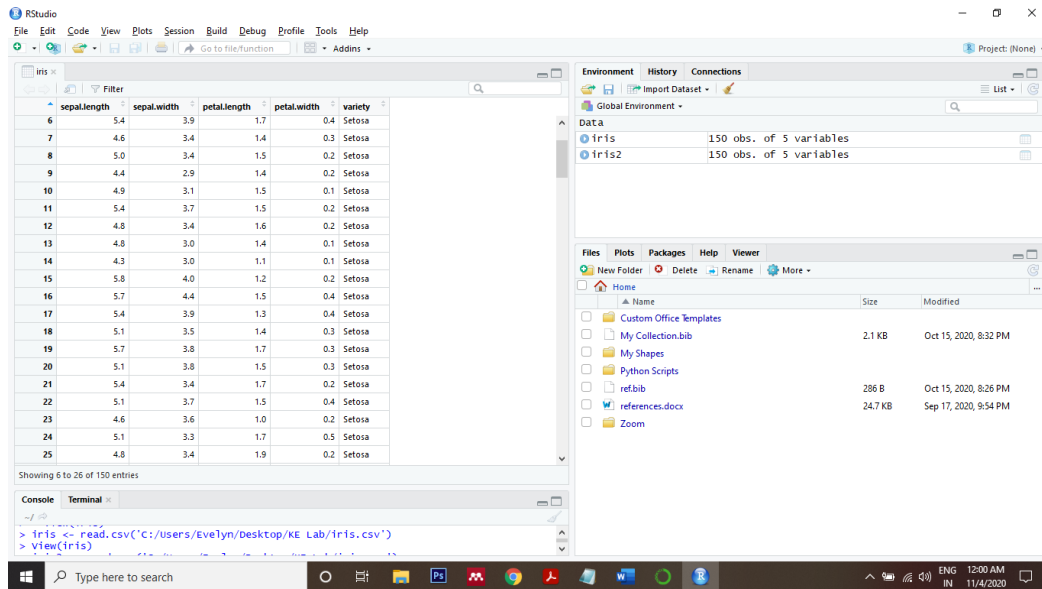 RStudio
File Edit Code View Plots Session Build Debug Profile Tools Help
Go to file/function Addins Project: (None)
iris
Filter
sepal.length sepal.width petal.length petal.width variety
6 5.4 3.9 1.7 0.4 Setosa
7 4.6 3.4 1.4 0.3 Setosa
8 5.0 3.4 1.5 0.2 Setosa
9 4.4 2.9 1.4 0.2 Setosa
10 4.9 3.1 1.5 0.1 Setosa
11 5.4 3.7 1.5 0.2 Setosa
12 4.8 3.4 1.6 0.2 Setosa
13 4.8 3.0 1.4 0.1 Setosa
14 4.3 3.0 1.1 0.1 Setosa
15 5.8 4.0 1.2 0.2 Setosa
16 5.7 4.4 1.5 0.4 Setosa
17 5.4 3.9 1.3 0.4 Setosa
18 5.1 3.5 1.4 0.3 Setosa
19 5.7 3.8 1.7 0.3 Setosa
20 5.1 3.8 1.5 0.3 Setosa
21 5.4 3.4 1.7 0.2 Setosa
22 5.1 3.7 1.5 0.4 Setosa
23 4.6 3.6 1.0 0.2 Setosa
24 5.1 3.3 1.7 0.5 Setosa
25 4.8 3.4 1.9 0.2 Setosa
Showing 6 to 26 of 150 entries
Console Terminal
~/
> iris <- read.csv('C:/Users/Evelyn/Desktop/KE Lab/iris.csv')
> View(iris)
Environment History Connections
Import Dataset List
Global Environment
Data
iris 150 obs. of 5 variables
iris2 150 obs. of 5 variables
Files Plots Packages Help Viewer
New Folder Delete Rename More
Home ...
Name Size Modified
Custom Office Templates
My Collection.bib 2.1 KB Oct 15, 2020, 8:32 PM
My Shapes
Python Scripts
ref.bib 286 B Oct 15, 2020, 8:26 PM
references.docx 24.7 KB Sep 17, 2020, 9:54 PM
Zoom
Type here to search
Ps
W
R
ENG 12:00 AM
IN 11/4/2020